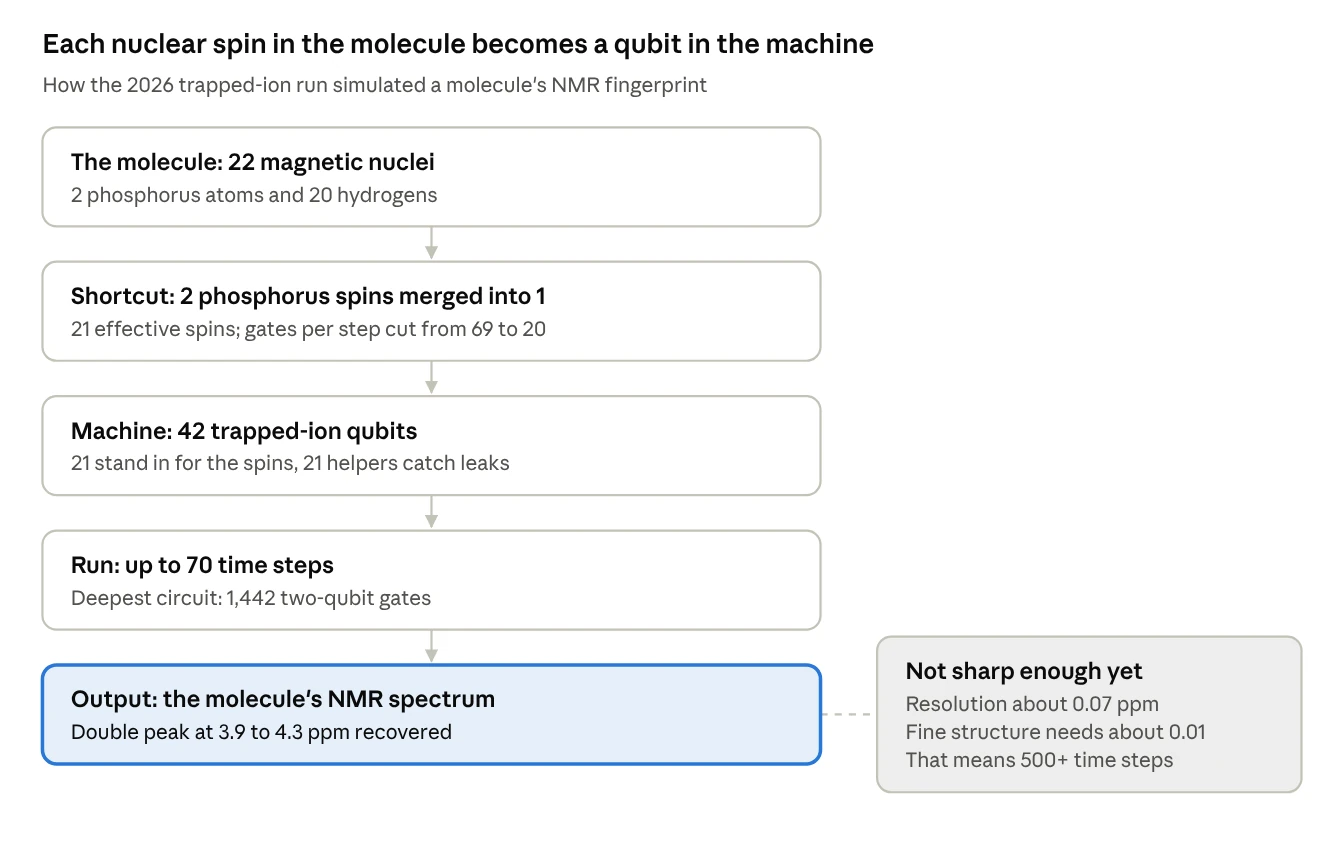 Each nuclear spin in the molecule becomes a qubit in the machine
How the 2026 trapped-ion run simulated a molecule's NMR fingerprint
The molecule: 22 magnetic nuclei
2 phosphorus atoms and 20 hydrogens
Shortcut: 2 phosphorus spins merged into 1
21 effective spins; gates per step cut from 69 to 20
Machine: 42 trapped-ion qubits
21 stand in for the spins, 21 helpers catch leaks
Run: up to 70 time steps
Deepest circuit: 1,442 two-qubit gates
Output: the molecule's NMR spectrum
Double peak at 3.9 to 4.3 ppm recovered
Not sharp enough yet
Resolution about 0.07 ppm
Fine structure needs about 0.01
That means 500+ time steps